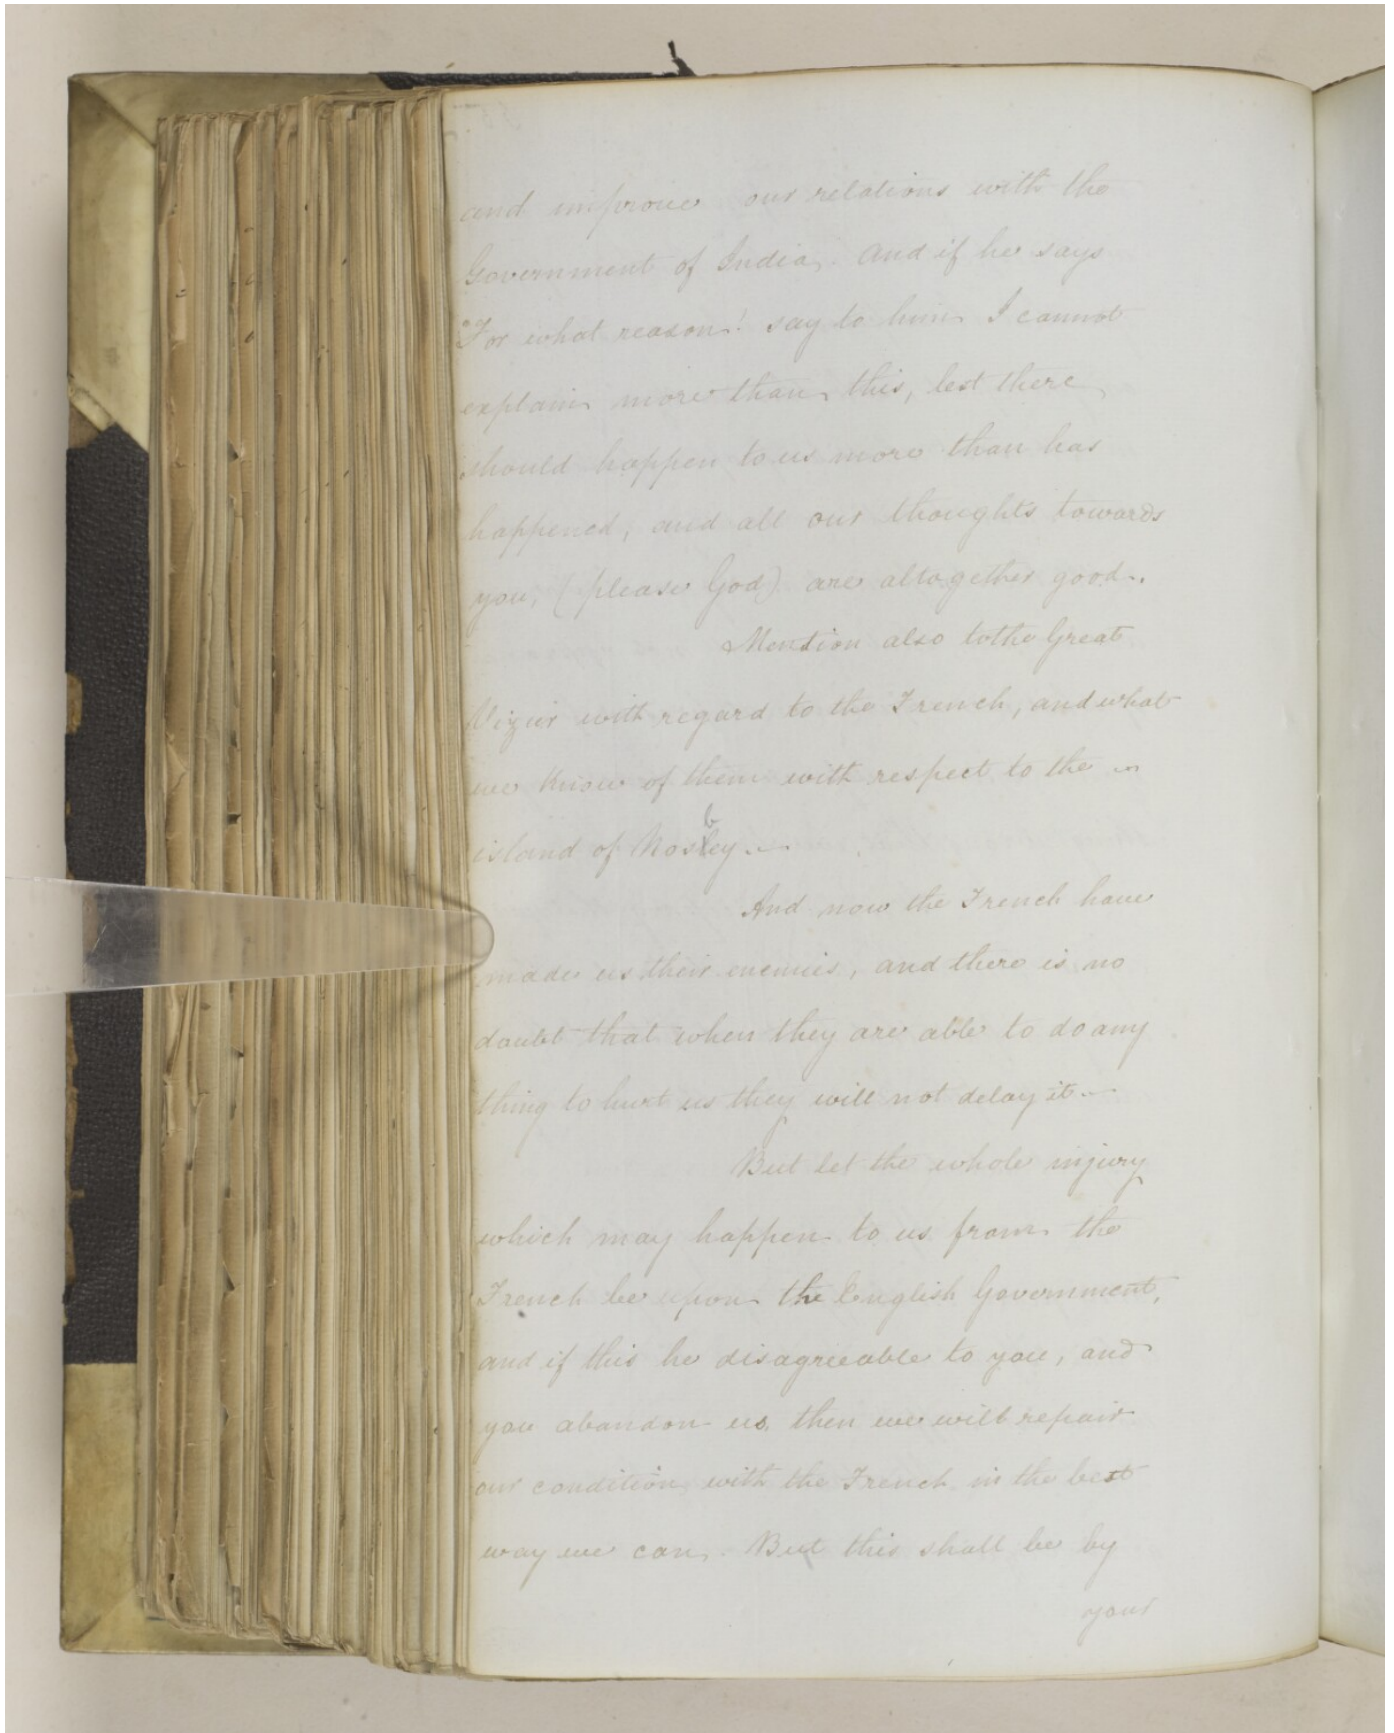 and improve our relations with the
Government of India. And if he says
"For what reason! say to him I cannot
explain more than this, lest there
should happen to us more than has
happened, and all our thoughts towards
you, (please God) are altogether good.
Mention also to the Great
Vizier with regard to the French, and what
we know of them with respect to the
island of Nosbey.
And now the French have
made us their enemies, and there is no
doubt that when they are able to do any
thing to hurt us they will not delay it.
But let the whole injury
which may happen to us from the
French be upon the English Government,
and if this be disagreeable to you, and
you abandon us, then we will repair
our condition with the French in the best
way we can. But this shall be by
your